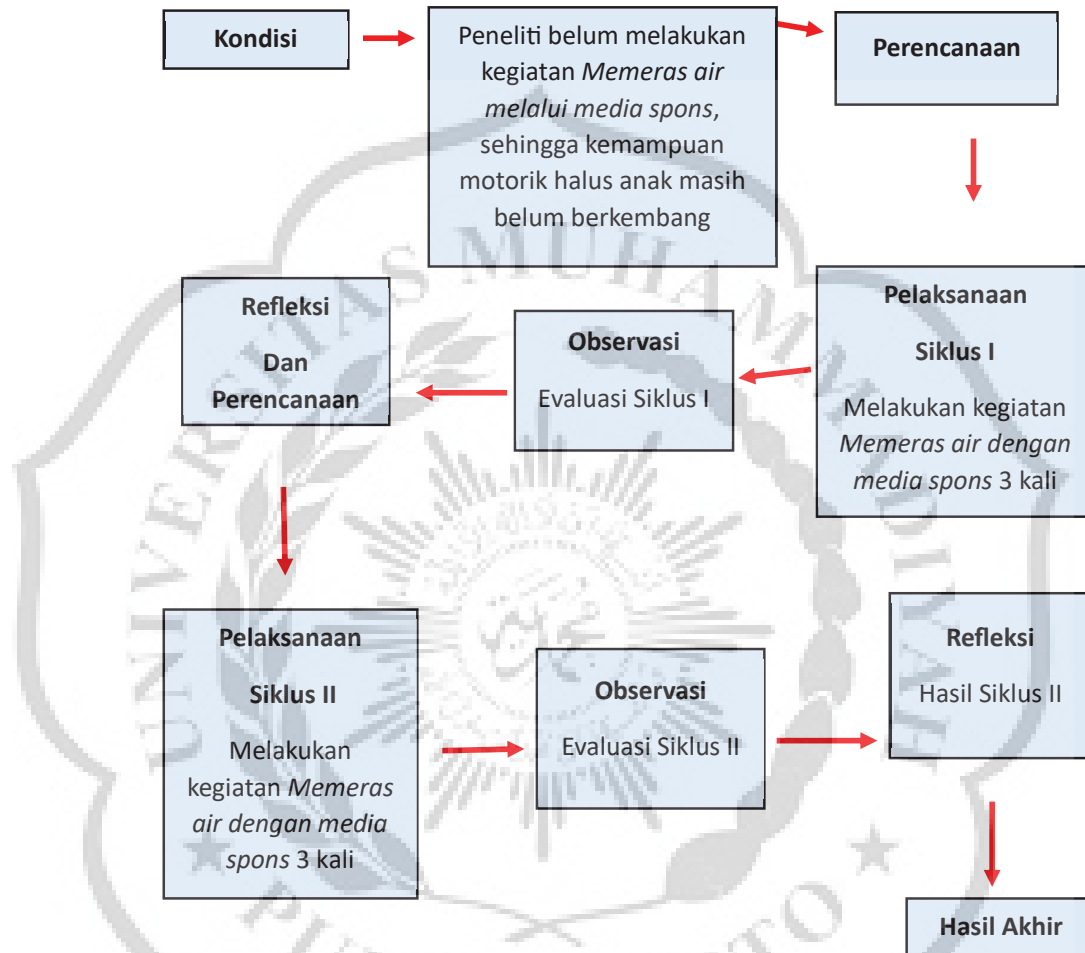 Kondisi
Peneliti belum melakukan
kegiatan Memeras air
melalui media spons,
sehingga kemampuan
motorik halus anak masih
belum berkembang
Perencanaan
Pelaksanaan
Siklus I
Melakukan kegiatan
Memeras air dengan
media spons 3 kali
Observasi
Evaluasi Siklus I
Refleksi
Dan
Perencanaan
Pelaksanaan
Siklus II
Melakukan
kegiatan Memeras
air dengan media
spons 3 kali
Observasi
Evaluasi Siklus II
Refleksi
Hasil Siklus II
Hasil Akhir
UNIVERSITAS MUHAMMADIYAH